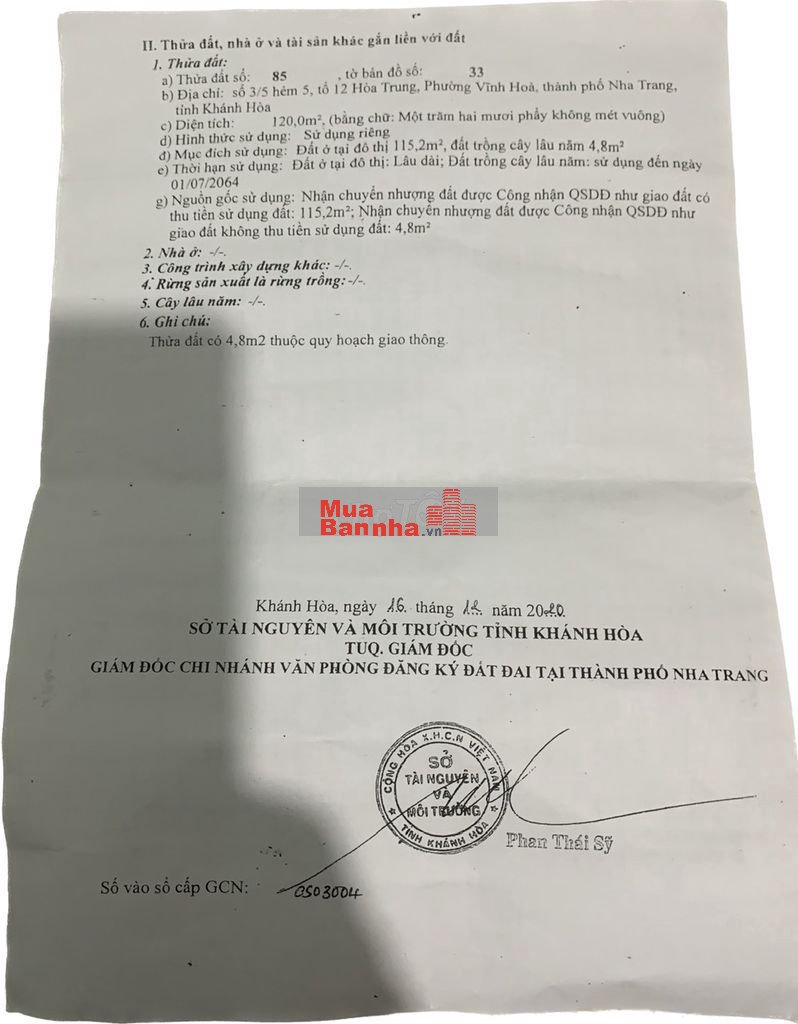 II. Thửa đất, nhà ở và tài sản khác gắn liền với đất
1. Thửa đất:
a) Thửa đất số: 85 , tờ bản đồ số: 33
b) Địa chỉ: số 3/5 hẻm 5, tổ 12 Hòa Trung, Phường Vĩnh Hoà, thành phố Nha Trang,
tỉnh Khánh Hòa
c) Diện tích: 120,0m², (bằng chữ: Một trăm hai mươi phẩy không mét vuông)
d) Hình thức sử dụng: Sử dụng riêng
đ) Mục đích sử dụng: Đất ở tại đô thị 115,2m², đất trồng cây lâu năm 4,8m²
e) Thời hạn sử dụng: Đất ở tại đô thị: Lâu dài; Đất trồng cây lâu năm: sử dụng đến ngày
01/07/2064
g) Nguồn gốc sử dụng: Nhận chuyển nhượng đất được Công nhận QSDĐ như giao đất có
thu tiền sử dụng đất: 115,2m²; Nhận chuyển nhượng đất được Công nhận QSDĐ như
giao đất không thu tiền sử dụng đất: 4,8m²
2. Nhà ở: -/-.
3. Công trình xây dựng khác: -/-.
4. Rừng sản xuất là rừng trồng: -/-.
5. Cây lâu năm: -/-.
6. Ghi chú:
Thửa đất có 4,8m2 thuộc quy hoạch giao thông.
Mua
Bannha.vn
Khánh Hòa, ngày 16 tháng 12 năm 2020
SỞ TÀI NGUYÊN VÀ MÔI TRƯỜNG TỈNH KHÁNH HÒA
TUQ. GIÁM ĐỐC
GIÁM ĐỐC CHI NHÁNH VĂN PHÒNG ĐĂNG KÝ ĐẤT ĐAI TẠI THÀNH PHỐ NHA TRANG
CỘNG HÒA X.H.C.N VIỆT NAM
SỞ
TÀI NGUYÊN
VÀ
MÔI TRƯỜNG
TỈNH KHÁNH HÒA
Phan Thái Sỹ
Số vào sổ cấp GCN: CS03004